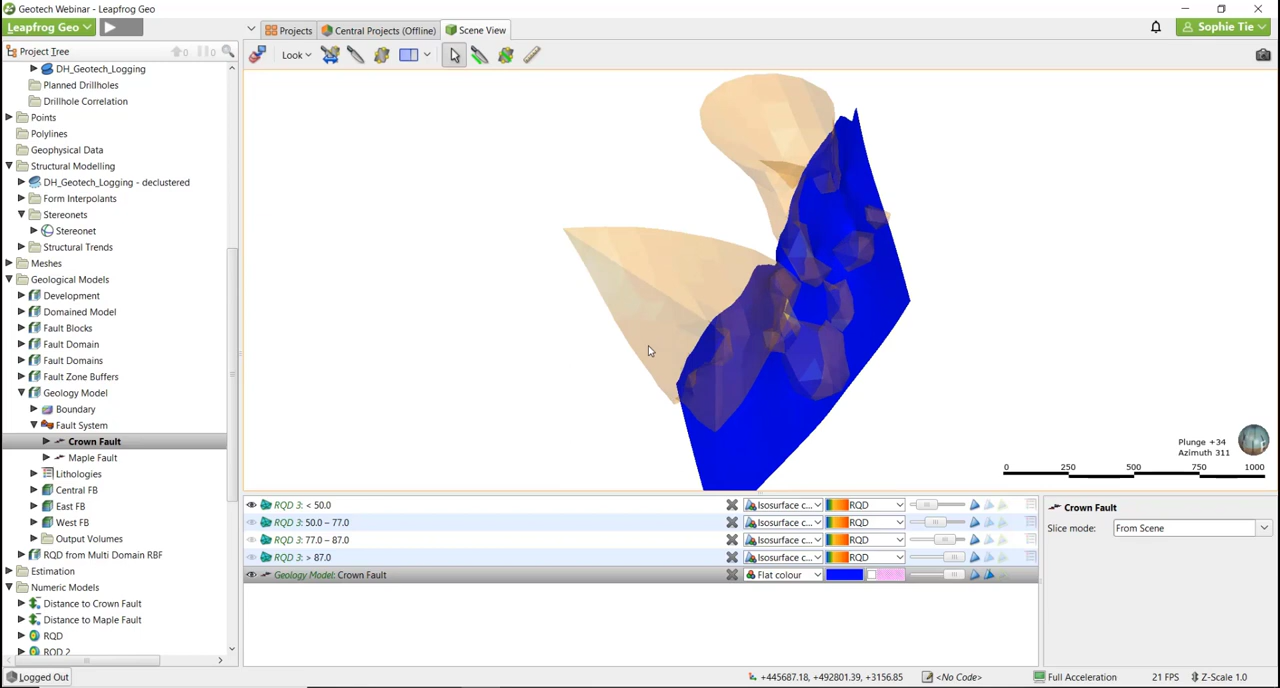 Geotech Webinar - Leapfrog Geo
Leapfrog Geo
Projects
Central Projects (Offline)
Scene View
Sophie Tie
Project Tree
0
0
Look
DH_Geotech_Logging
Planned Drillholes
Drillhole Correlation
Points
Polylines
Geophysical Data
Structural Modelling
DH_Geotech_Logging - declustered
Form Interpolants
Stereonets
Stereonet
Structural Trends
Meshes
Geological Models
Development
Domained Model
Fault Blocks
Fault Domain
Fault Domains
Fault Zone Buffers
Geology Model
Boundary
Fault System
Crown Fault
Maple Fault
Lithologies
Central FB
East FB
West FB
Output Volumes
RQD from Multi Domain RBF
Estimation
Numeric Models
Distance to Crown Fault
Distance to Maple Fault
RQD
RQD 2
Plunge +34
Azimuth 311
0 250 500 750 1000
RQD 3: < 50.0 Isosurface c... RQD
RQD 3: 50.0 – 77.0 Isosurface c... RQD
RQD 3: 77.0 – 87.0 Isosurface c... RQD
RQD 3: > 87.0 Isosurface c... RQD
Geology Model: Crown Fault Flat colour
Crown Fault
Slice mode: From Scene
Logged Out
+445687.18, +492801.39, +3156.85
<No Code>
Full Acceleration
21 FPS
Z-Scale 1.0